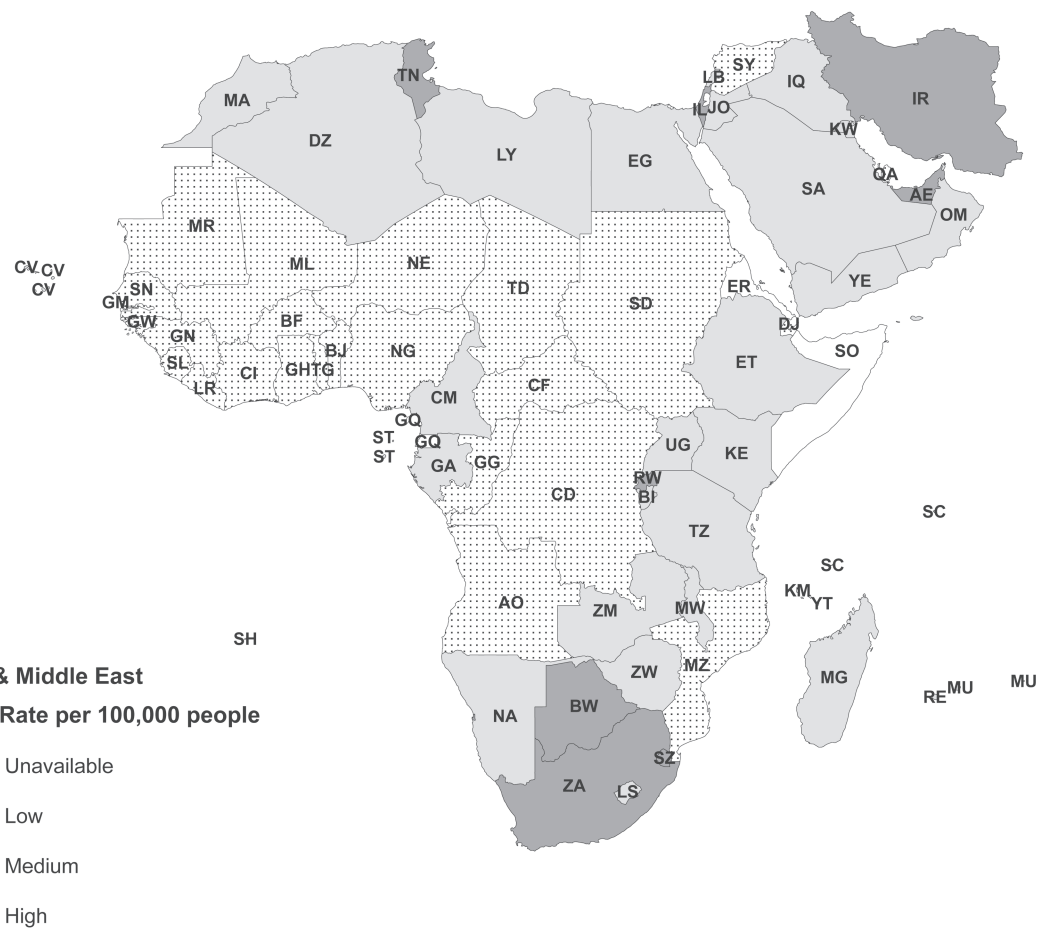 TN
SY
LB
IQ
MA
IR
IL
JO
DZ
KW
LY
EG
QA
SA
AE
OM
MR
CV
CV
CV
ML
NE
SN
TD
ER
YE
GM
SD
GW
BF
DJ
GN
BJ
NG
SO
SL
CI
GH
TG
ET
LR
CF
CM
GQ
ST
GQ
UG
ST
GA
GG
KE
RW
CD
BI
SC
TZ
SC
KM
AO
YT
ZM
MW
SH
MZ
ZW
MG
& Middle East
MU
MU
RE
BW
NA
Rate per 100,000 people
SZ
Unavailable
ZA
LS
Low
Medium
High